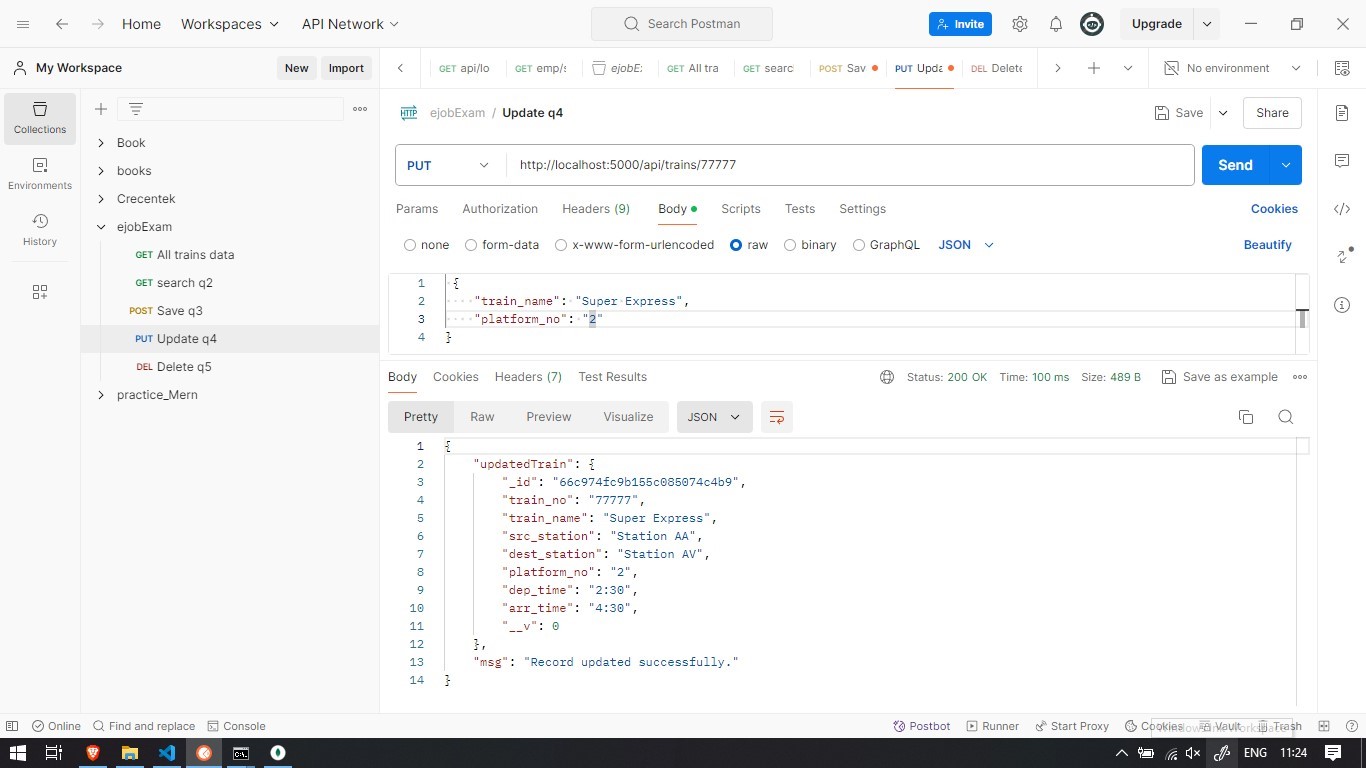 Home Workspaces API Network Search Postman Invite Upgrade
My Workspace New Import GET api/lo GET emp/s ejobE GET All tra GET searc POST Sav PUT Upda DEL Delete No environment
Collections
Environments
History
Book
books
Crecentek
ejobExam
GET All trains data
GET search q2
POST Save q3
PUT Update q4
DEL Delete q5
practice_Mern
HTTP ejobExam / Update q4 Save Share
PUT http://localhost:5000/api/trains/77777 Send
Params Authorization Headers (9) Body Scripts Tests Settings Cookies
none form-data x-www-form-urlencoded raw binary GraphQL JSON Beautify
1 {
2 "train_name": "Super Express",
3 "platform_no": "2"
4 }
Body Cookies Headers (7) Test Results Status: 200 OK Time: 100 ms Size: 489 B Save as example
Pretty Raw Preview Visualize JSON
1 {
2 "updatedTrain": {
3 "_id": "66c974fc9b155c085074c4b9",
4 "train_no": "77777",
5 "train_name": "Super Express",
6 "src_station": "Station AA",
7 "dest_station": "Station AV",
8 "platform_no": "2",
9 "dep_time": "2:30",
10 "arr_time": "4:30",
11 "__v": 0
12 },
13 "msg": "Record updated successfully."
14 }
Online Find and replace Console Postbot Runner Start Proxy Cookies Vault Trash
ENG 11:24